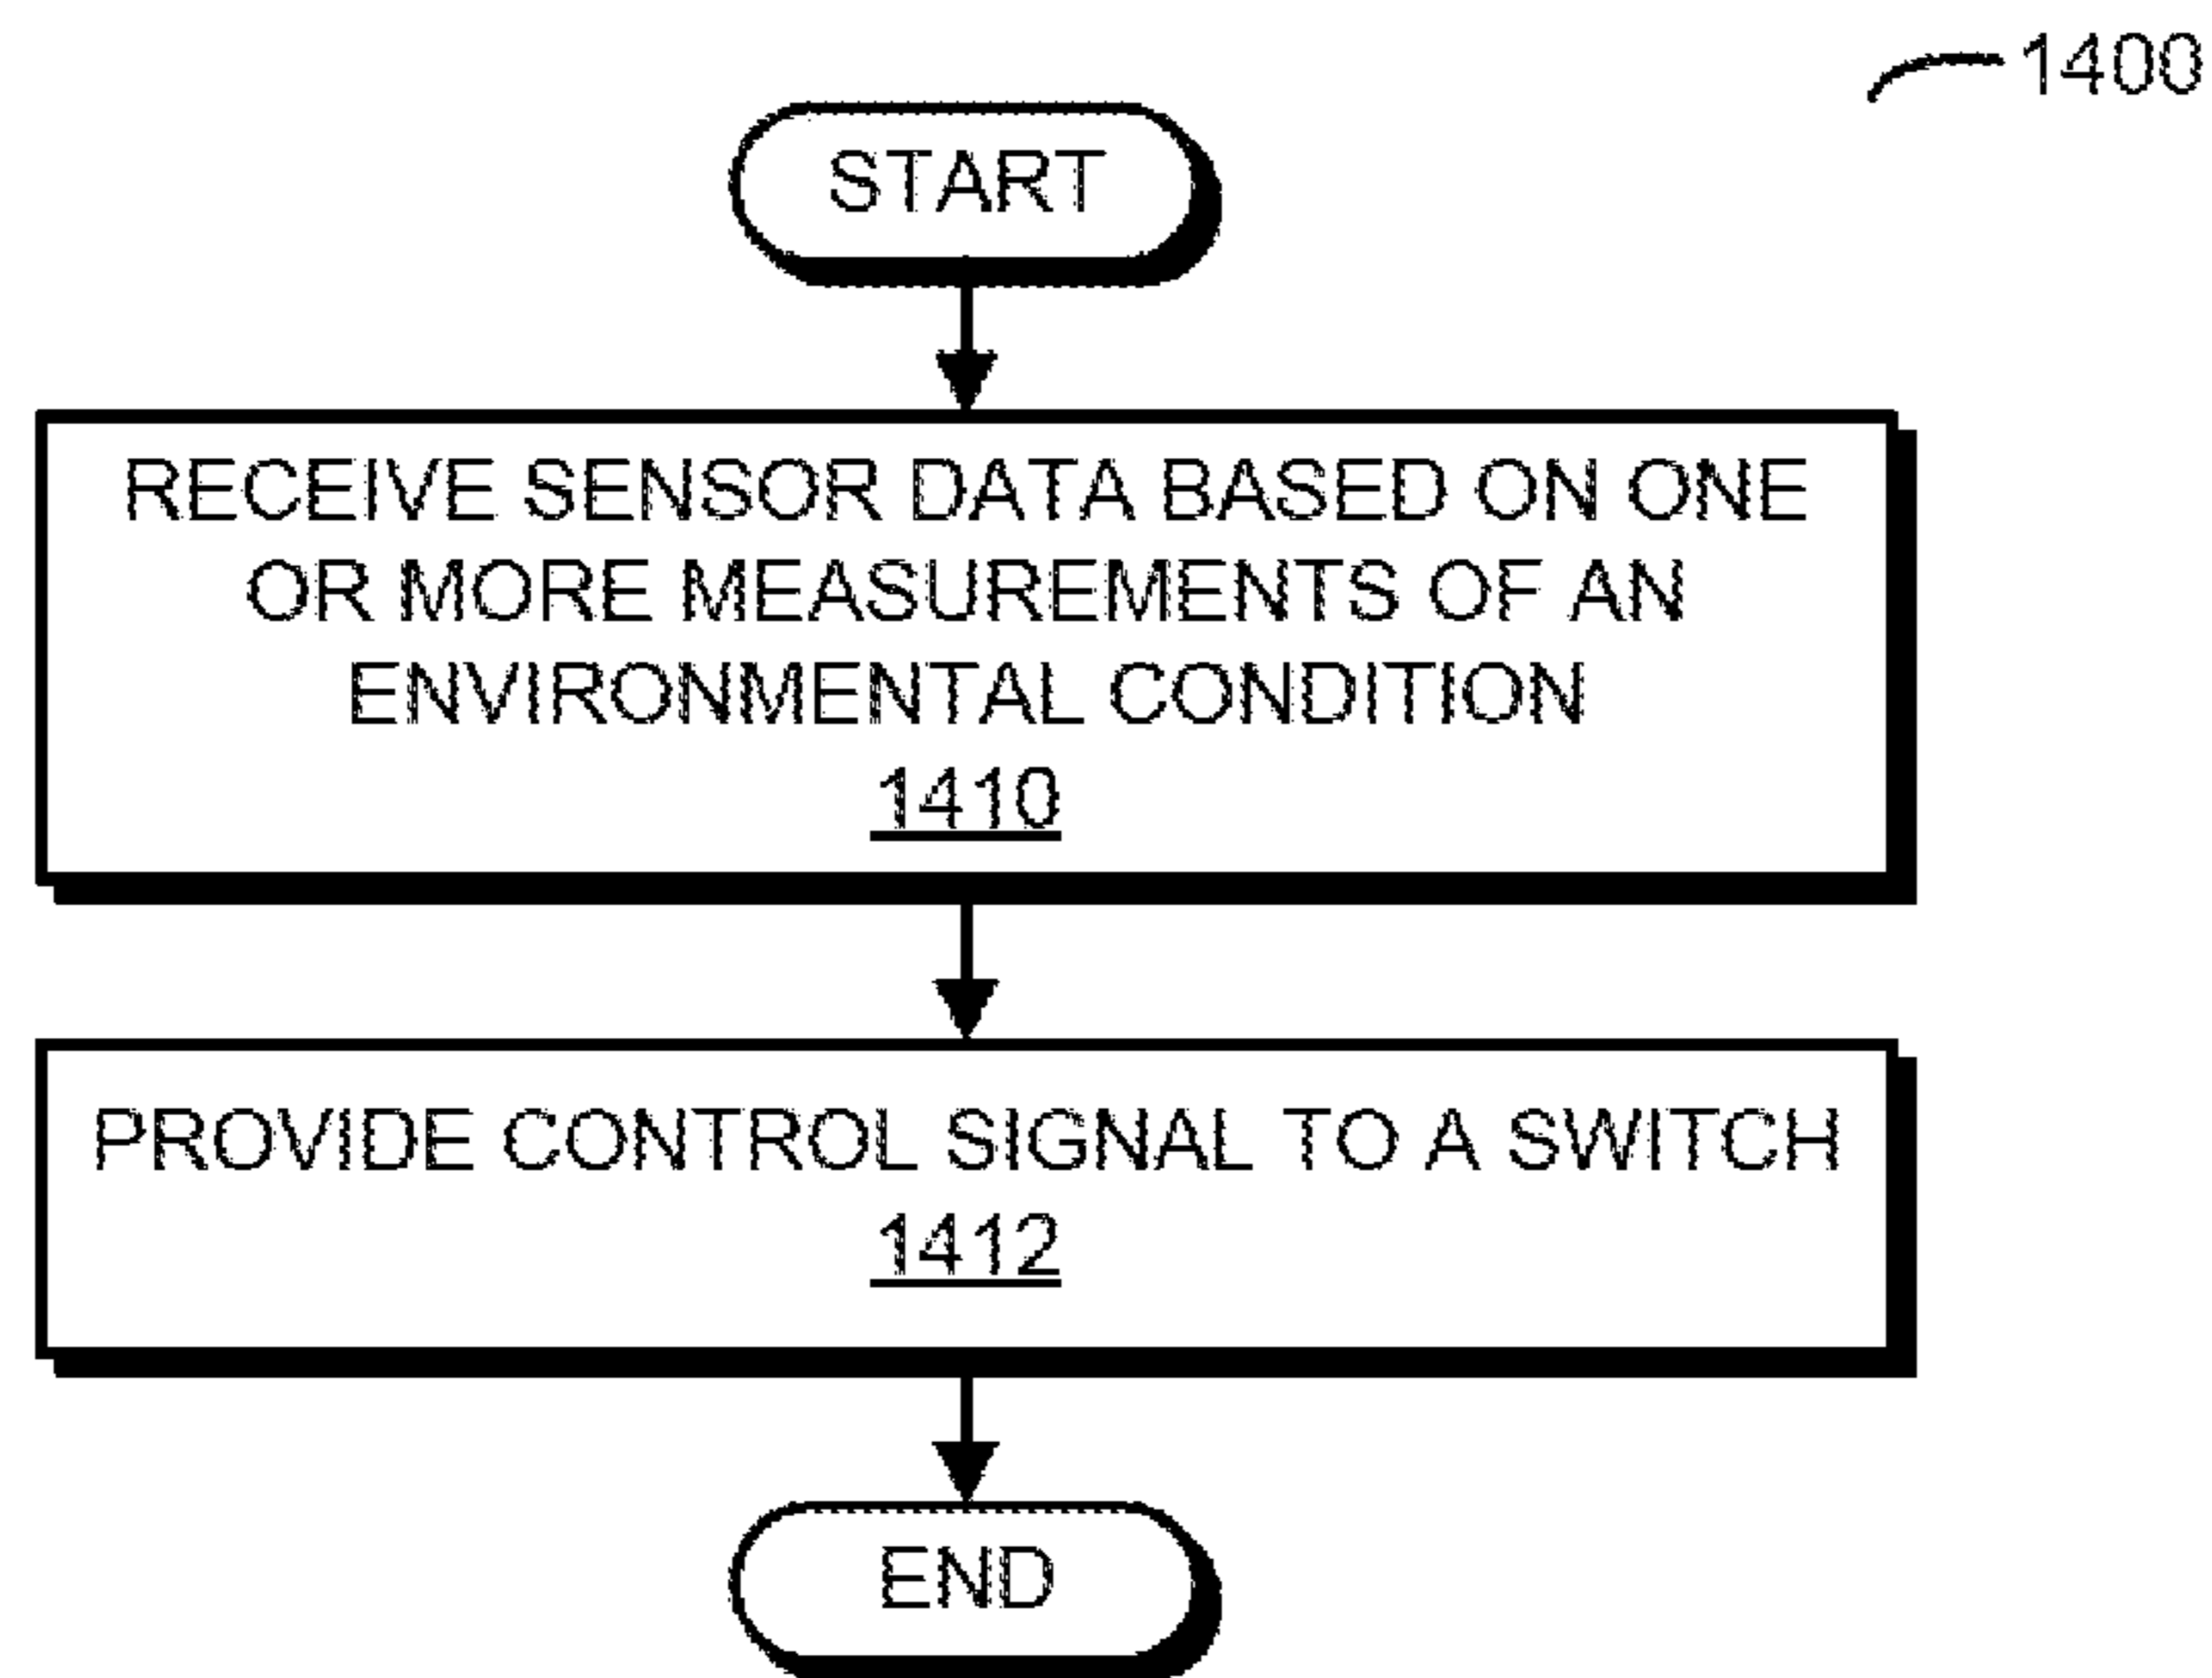 1400
START
RECEIVE SENSOR DATA BASED ON ONE
OR MORE MEASUREMENTS OF AN
ENVIRONMENTAL CONDITION
1410
PROVIDE CONTROL SIGNAL TO A SWITCH
1412
END